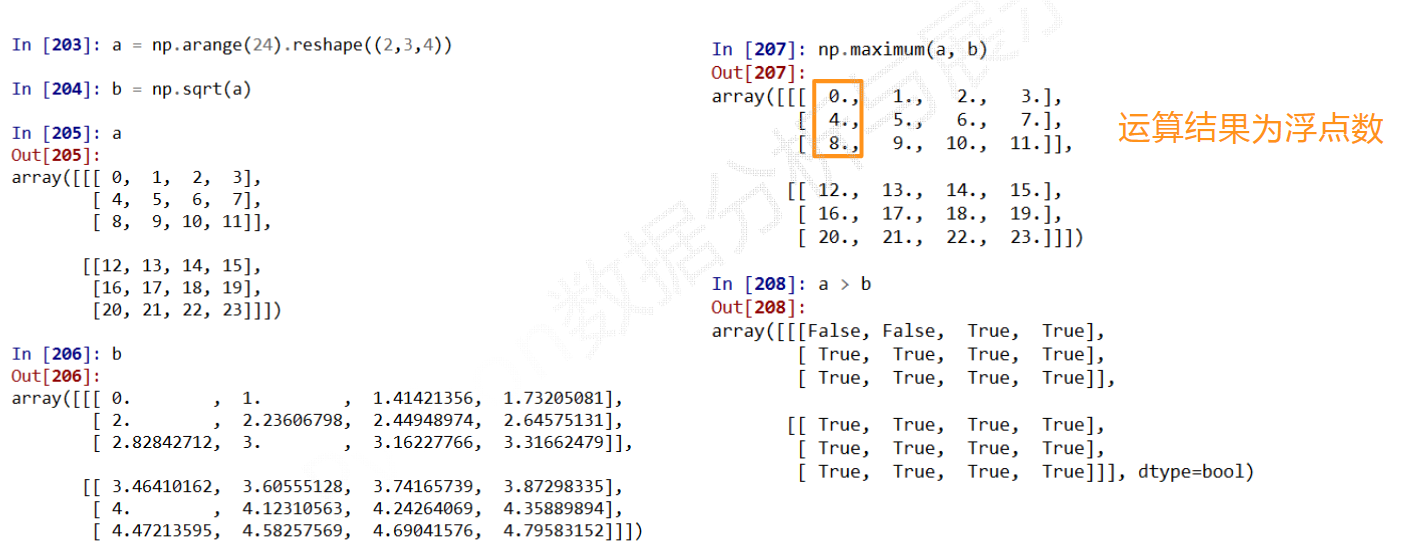 In [203]: a = np.arange(24).reshape((2,3,4))
In [204]: b = np.sqrt(a)
In [205]: a
Out[205]:
array([[[ 0,  1,  2,  3],
        [ 4,  5,  6,  7],
        [ 8,  9, 10, 11]],
       [[12, 13, 14, 15],
        [16, 17, 18, 19],
        [20, 21, 22, 23]]])
In [206]: b
Out[206]:
array([[[ 0.        ,  1.        ,  1.41421356,  1.73205081],
        [ 2.        ,  2.23606798,  2.44948974,  2.64575131],
        [ 2.82842712,  3.        ,  3.16227766,  3.31662479]],
       [[ 3.46410162,  3.60555128,  3.74165739,  3.87298335],
        [ 4.        ,  4.12310563,  4.24264069,  4.35889894],
        [ 4.47213595,  4.58257569,  4.69041576,  4.79583152]]])
In [207]: np.maximum(a, b)
Out[207]:
array([[[  0.,   1.,   2.,   3.],
        [  4.,   5.,   6.,   7.],
        [  8.,   9.,  10.,  11.]],
       [[ 12.,  13.,  14.,  15.],
        [ 16.,  17.,  18.,  19.],
        [ 20.,  21.,  22.,  23.]]])
运算结果为浮点数
In [208]: a > b
Out[208]:
array([[[False, False,  True,  True],
        [ True,  True,  True,  True],
        [ True,  True,  True,  True]],
       [[ True,  True,  True,  True],
        [ True,  True,  True,  True],
        [ True,  True,  True,  True]]], dtype=bool)
数据分析与展